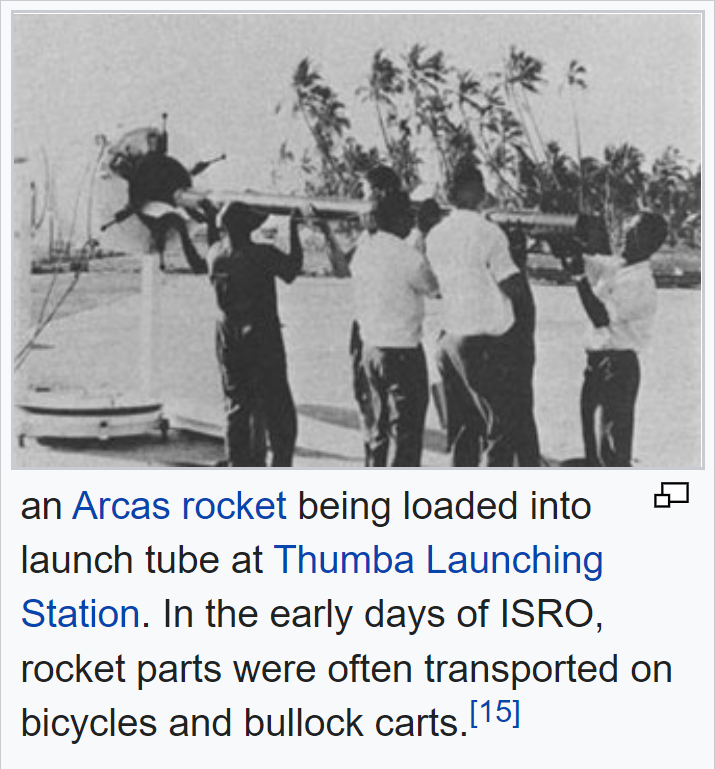 an Arcas rocket being loaded into
launch tube at Thumba Launching
Station. In the early days of ISRO,
rocket parts were often transported on
bicycles and bullock carts.[15]